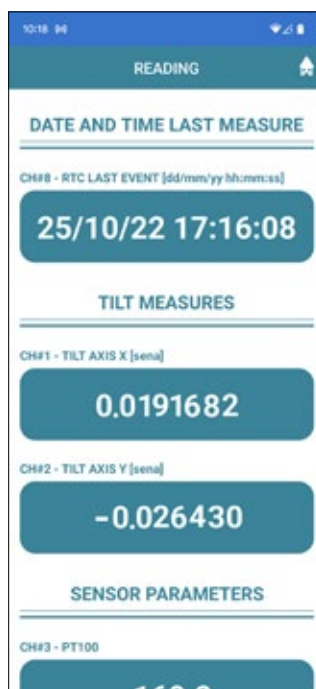 10:18
READING
DATE AND TIME LAST MEASURE
CH#8 - RTC LAST EVENT [dd/mm/yy hh:mm:ss]
25/10/22 17:16:08
TILT MEASURES
CH#1 - TILT AXIS X [sena]
0.0191682
CH#2 - TILT AXIS Y [sena]
-0.026430
SENSOR PARAMETERS
CH#3 - PT100